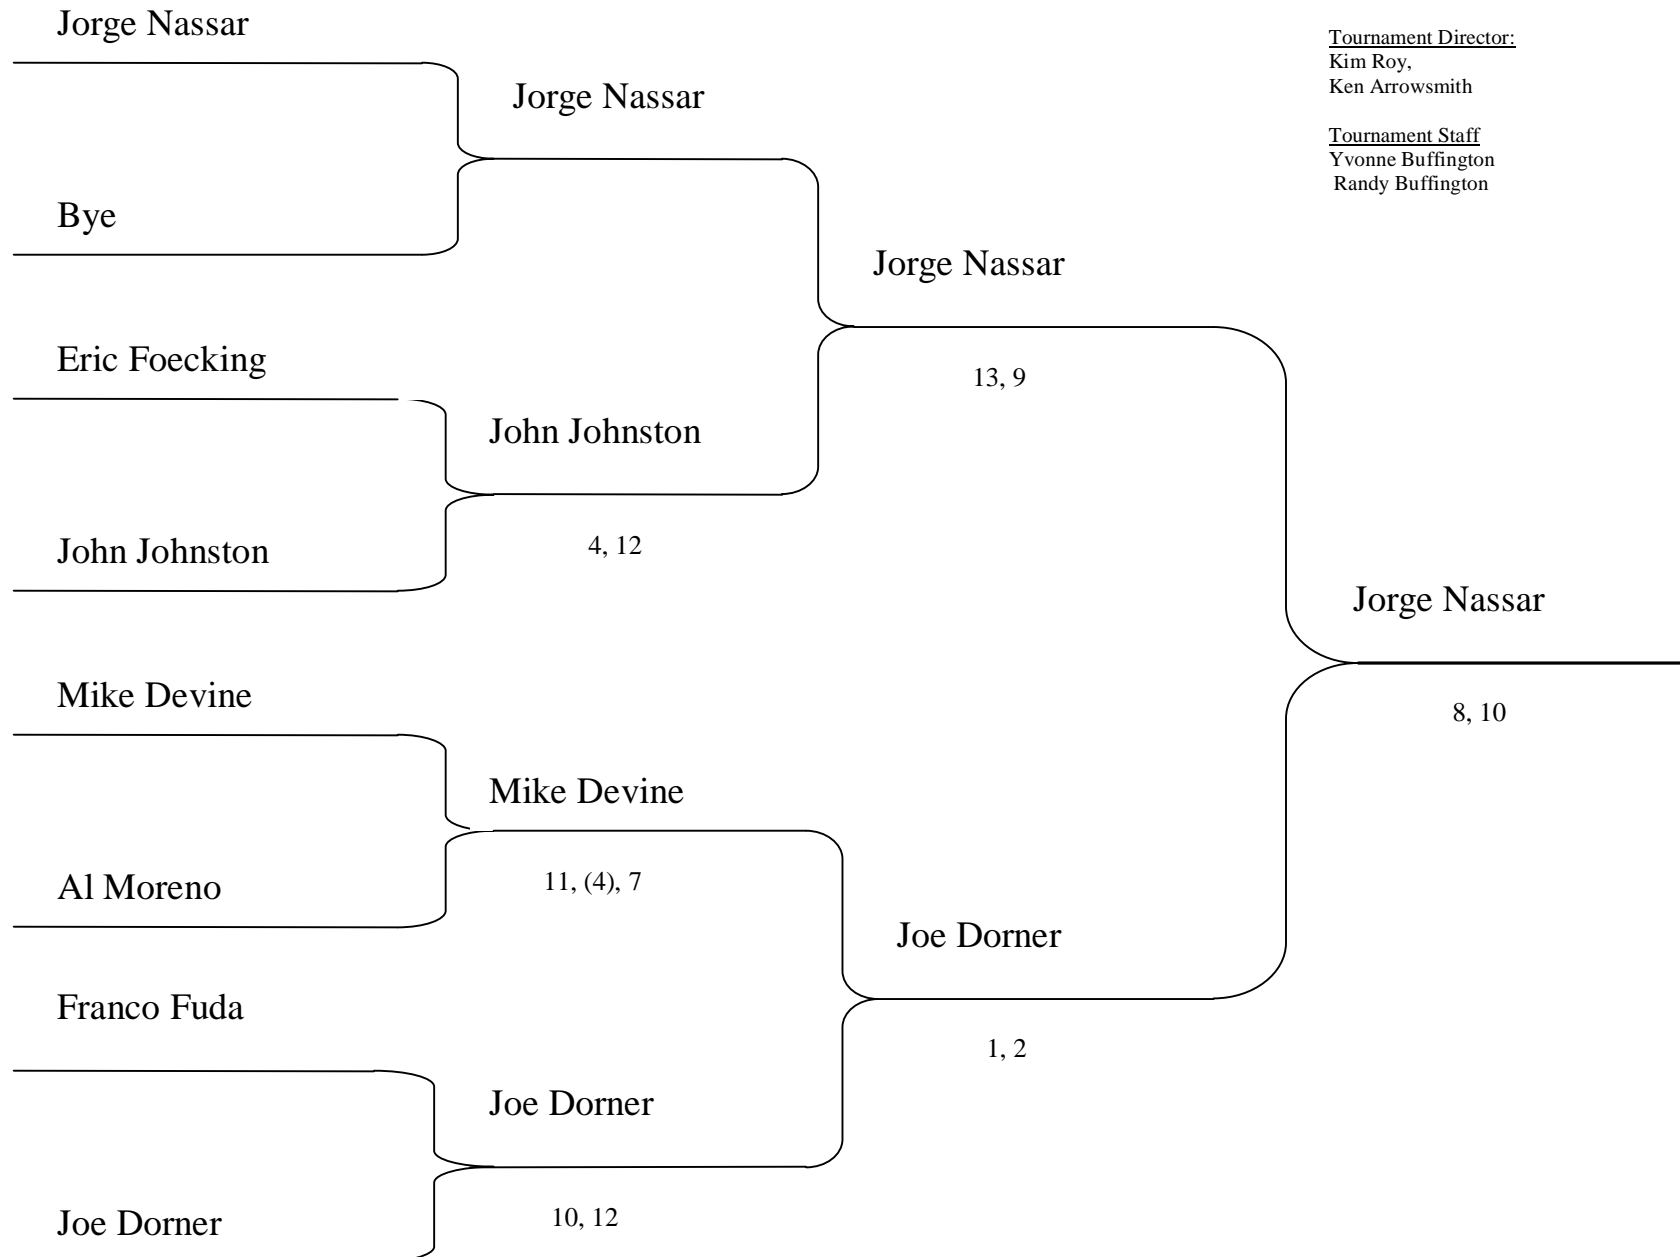 Jorge Nassar
Tournament Director:
Kim Roy,
Ken Arrowsmith
Jorge Nassar
Tournament Staff
Yvonne Buffington
Randy Buffington
Bye
Jorge Nassar
Eric Foecking
13, 9
John Johnston
John Johnston
4, 12
Jorge Nassar
Mike Devine
8, 10
Mike Devine
Al Moreno
11, (4), 7
Joe Dorner
Franco Fuda
1, 2
Joe Dorner
Joe Dorner
10, 12